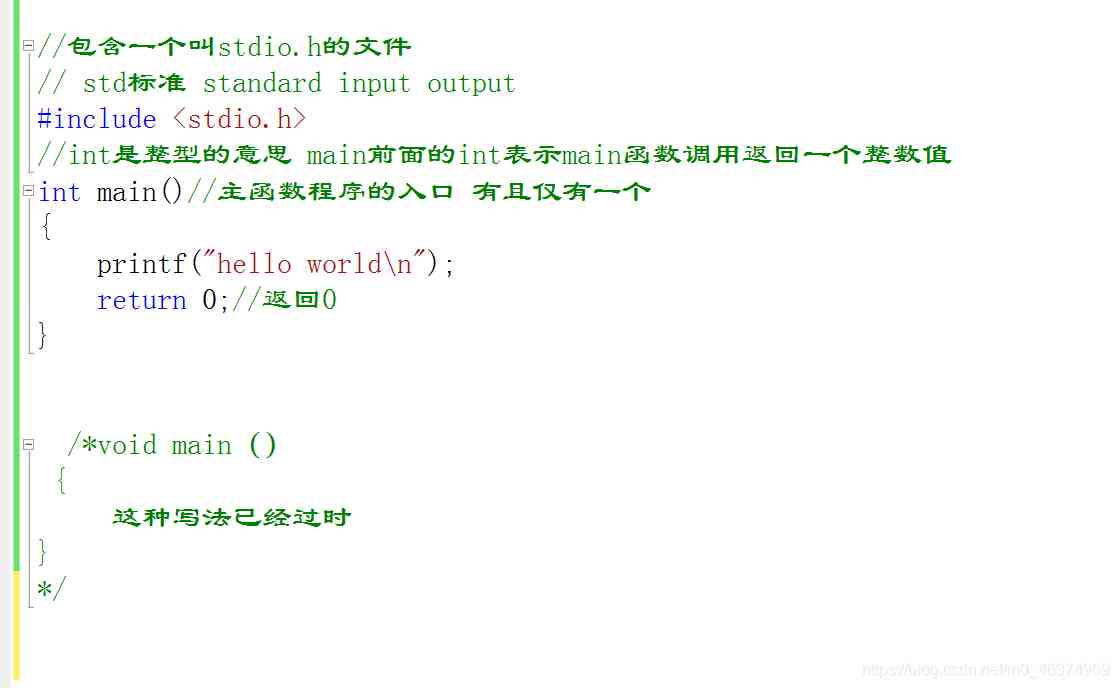 //包含一个叫stdio.h的文件
// std标准 standard input output
#include <stdio.h>
//int是整型的意思 main前面的int表示main函数调用返回一个整数值
int main()//主函数程序的入口 有且仅有一个
{
    printf("hello world\n");
    return 0;//返回0
}
/*void main ()
{
    这种写法已经过时
}
*/
https://blog.csdn.net/m0_46374969